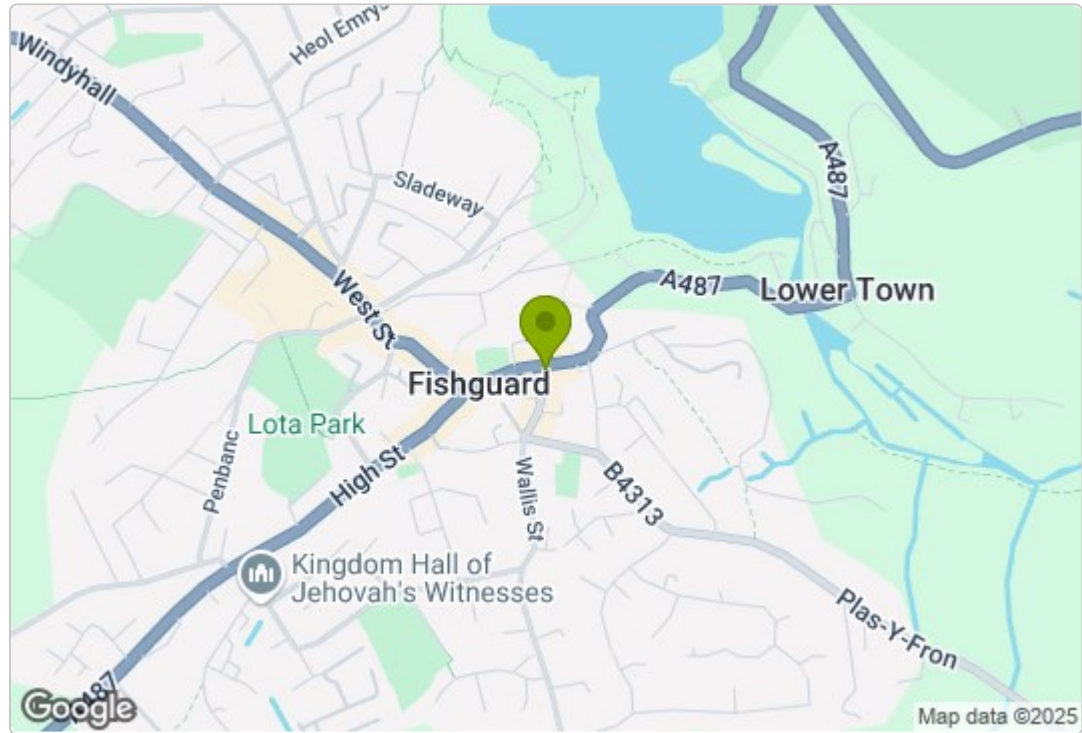 Windyhall
Heol Emrys
Sladeway
A487
West St
A487
Lower Town
Fishguard
Lota Park
High St
Penbanc
Wallis St
B4313
Kingdom Hall of
Jehovah's Witnesses
Plas-Y-Fron
A487
Google
Map data ©2025